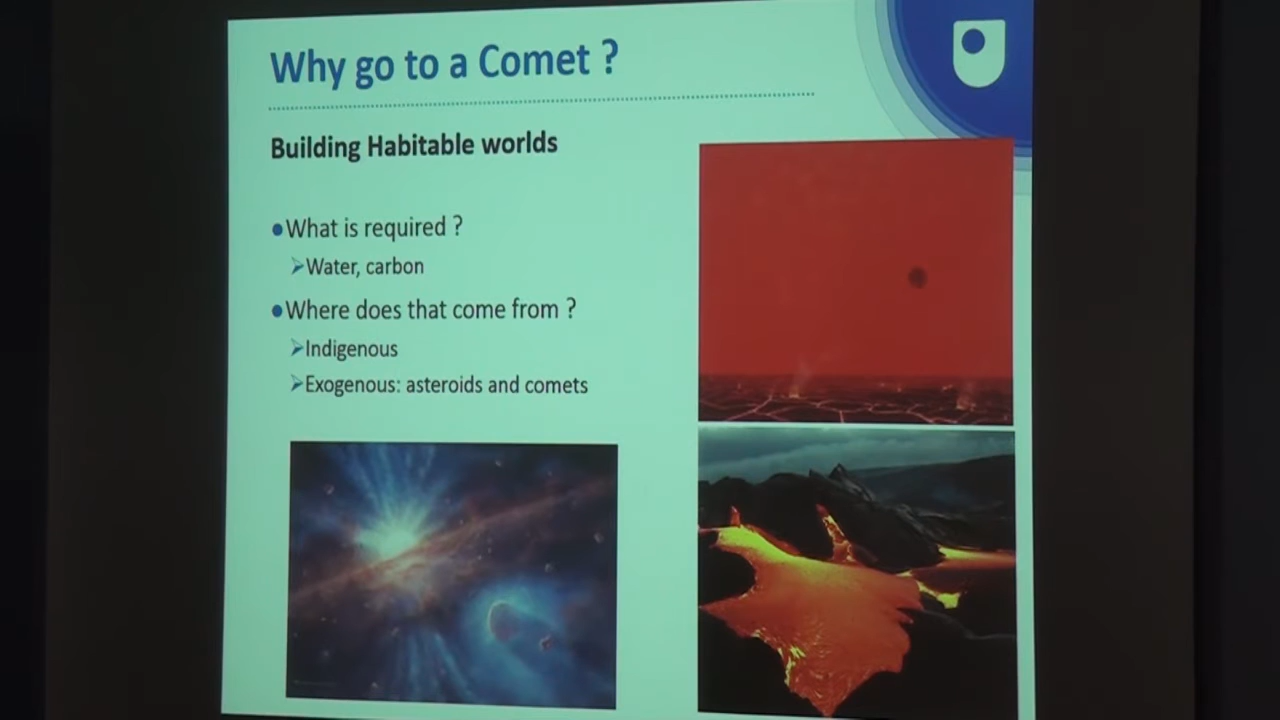 Why go to a Comet ?
Building Habitable worlds
●What is required ?
➢Water, carbon
●Where does that come from ?
➢Indigenous
➢Exogenous: asteroids and comets